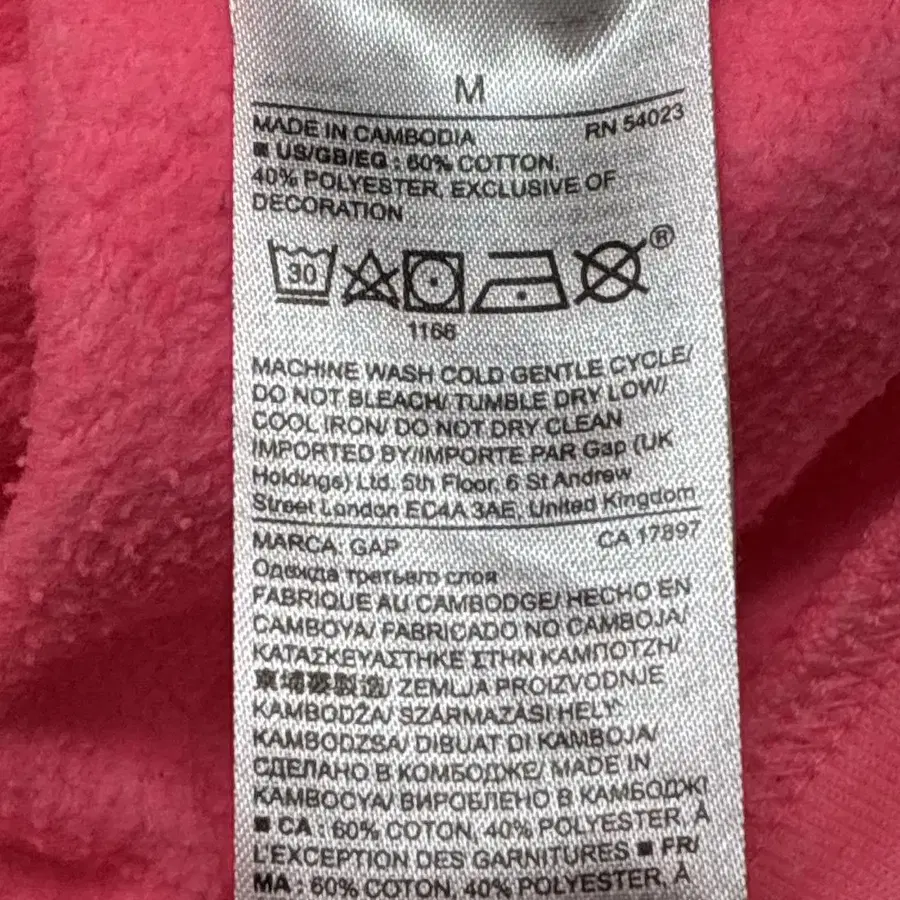 M
MADE IN CAMBODIA RN 54023
■ US/GB/EG : 60% COTTON,
40% POLYESTER, EXCLUSIVE OF
DECORATION
30 ®
1166
MACHINE WASH COLD GENTLE CYCLE/
DO NOT BLEACH/ TUMBLE DRY LOW/
COOL IRON/ DO NOT DRY CLEAN
IMPORTED BY/IMPORTE PAR Gap (UK
Holdings) Ltd. 5th Floor, 6 St Andrew
Street London EC4A 3AE, United Kingdom
MARCA: GAP CA 17897
Одежда третьего слоя
FABRIQUE AU CAMBODGE/ HECHO EN
CAMBOYA/ FABRICADO NO CAMBOJA/
ΚΑΤΑΣΚΕΥΑΣΤΗΚΕ ΣΤΗΝ ΚΑΜΠΟΤΖΗ/
柬埔寨製造/ ZEMLJA PROIZVODNJE
KAMBODŽA/ SZÁRMAZÁSI HELY
KAMBODZSA/ DIBUAT DI KAMBOJA/
СДЕЛАНО В КОМБОДЖЕ/ MADE IN
KAMBOCYA/ ВИРОБЛЕНО В КАМБОДЖІ
■ CA : 60% COTON, 40% POLYESTER, À
L'EXCEPTION DES GARNITURES ■ FR/
MA : 60% COTON, 40% POLYESTER, À